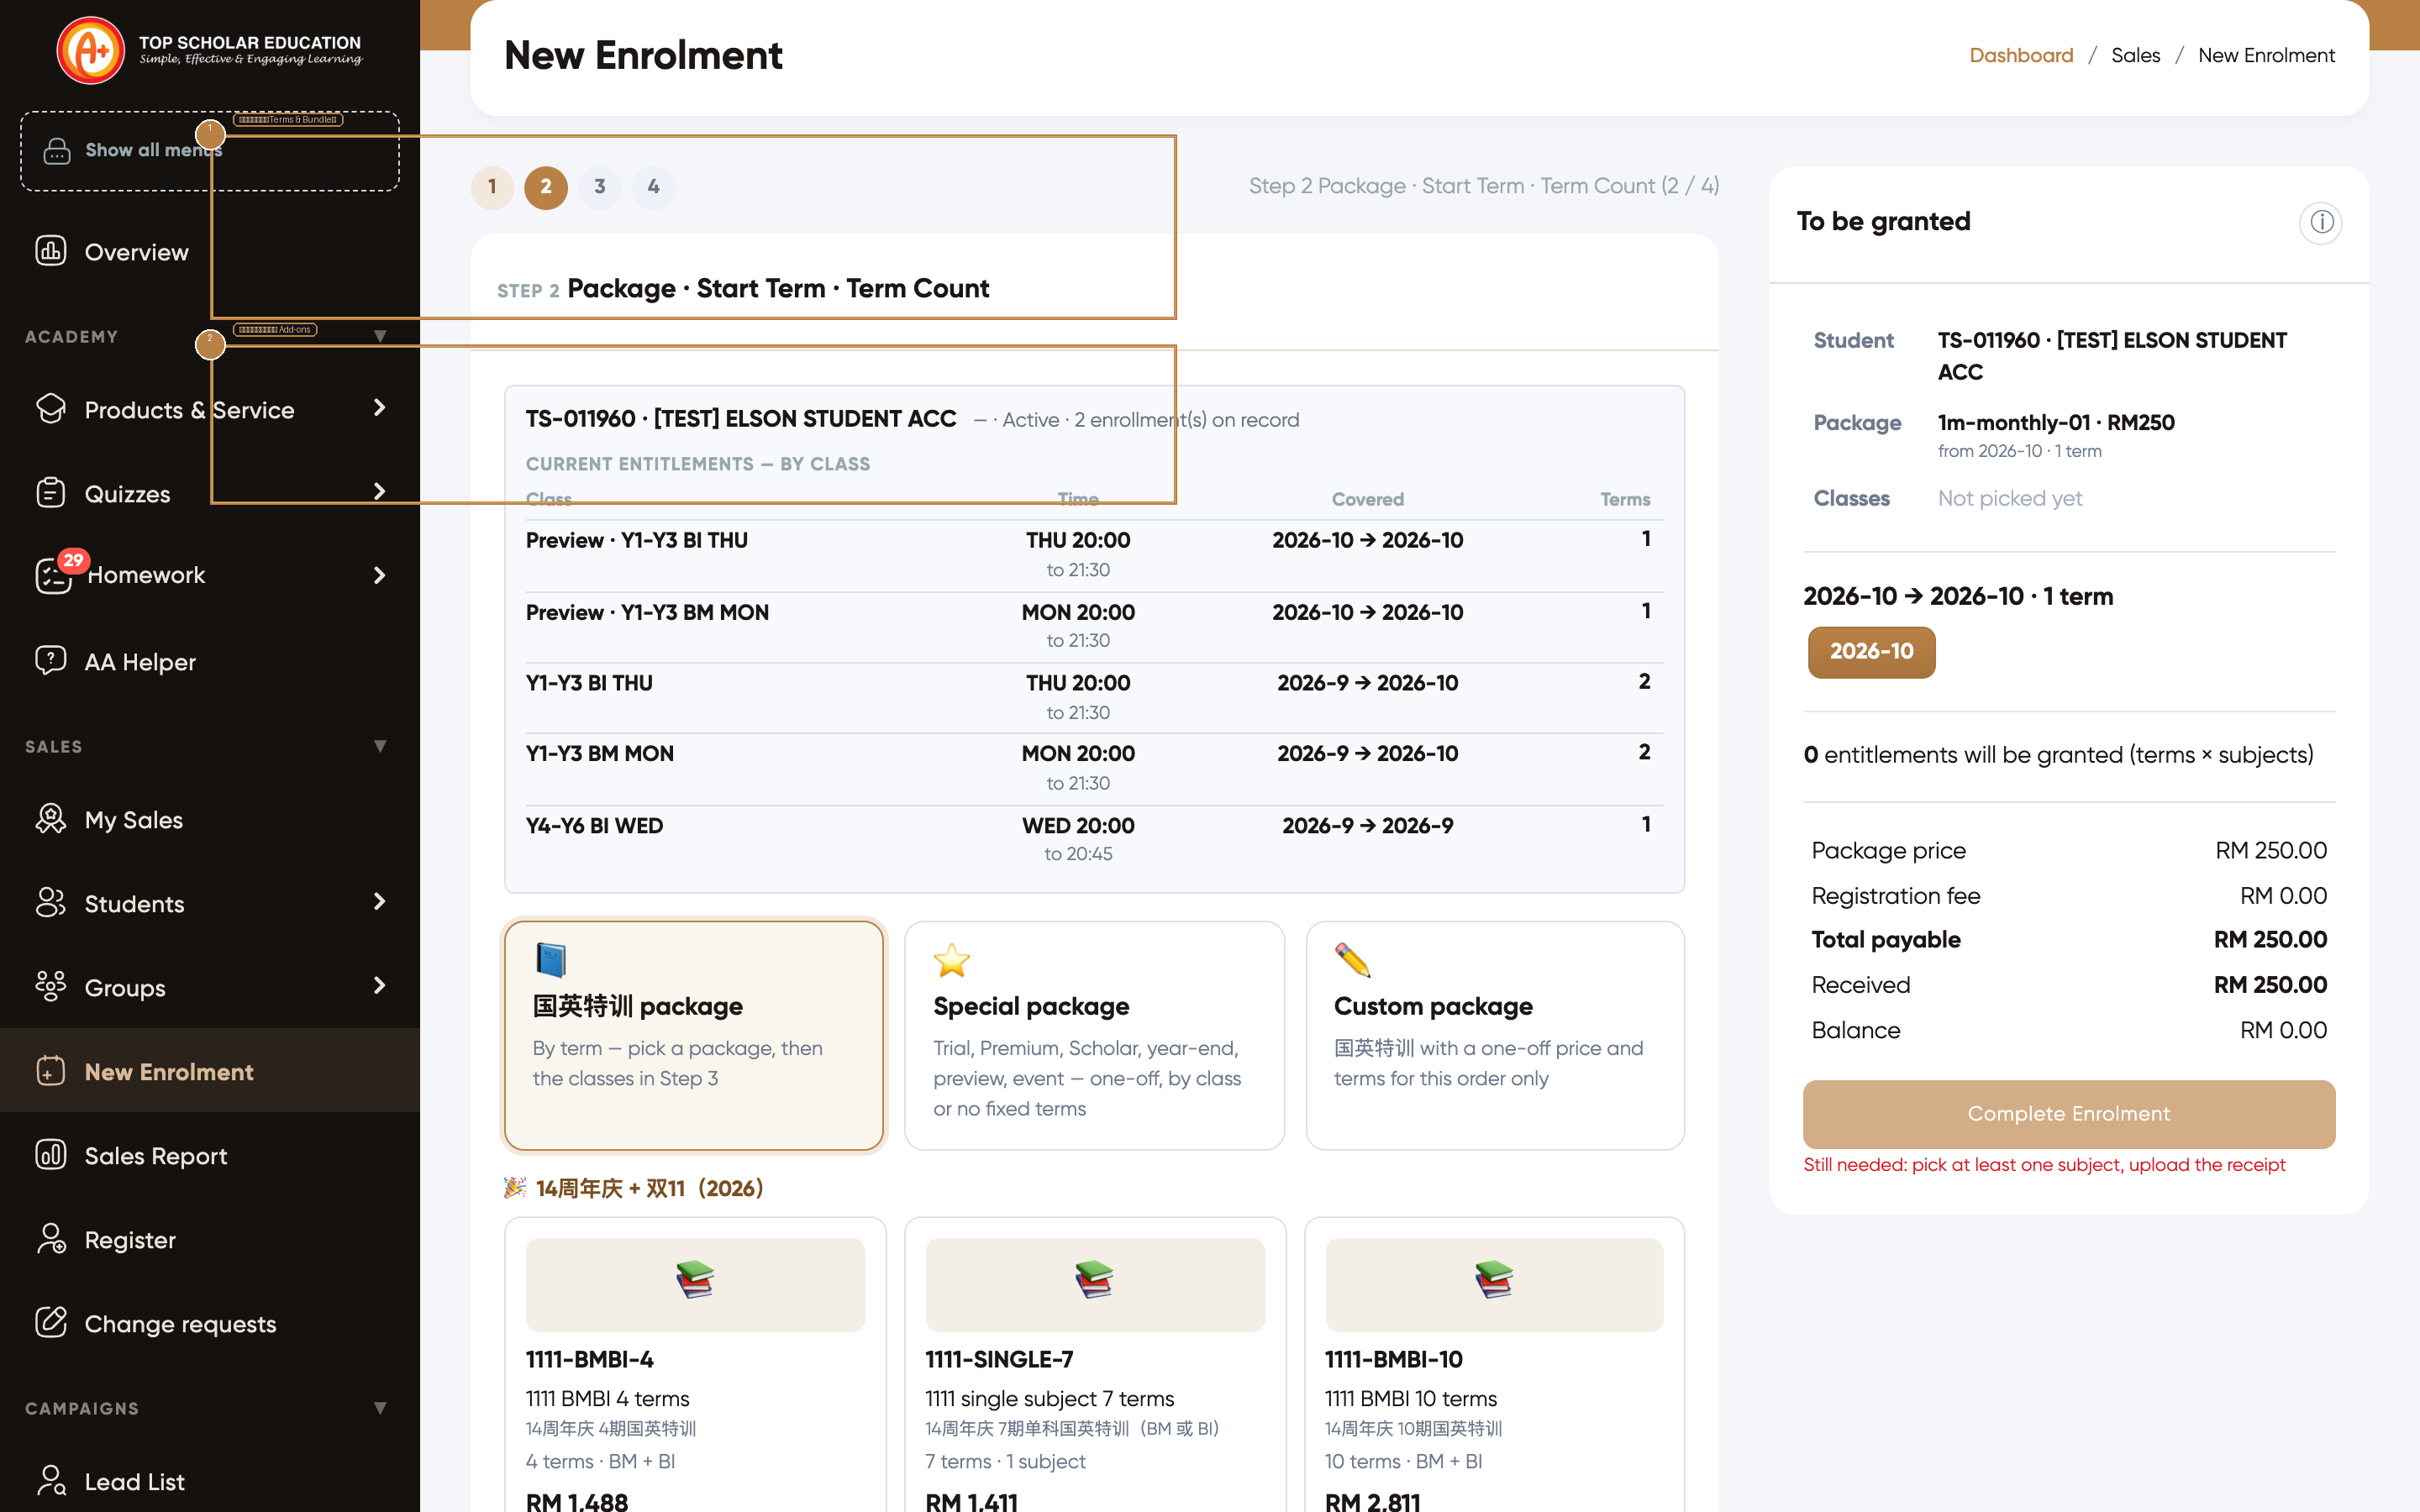 TOP SCHOLAR EDUCATION
Simple, Effective & Engaging Learning
Show all menus
Overview
ACADEMY
Products & Service
Quizzes
29
Homework
AA Helper
SALES
My Sales
Students
Groups
New Enrolment
Sales Report
Register
Change requests
CAMPAIGNS
Lead List
1
Terms & Bundle
2
Add-ons
New Enrolment
Dashboard / Sales / New Enrolment
1 2 3 4
Step 2 Package · Start Term · Term Count (2 / 4)
STEP 2 Package · Start Term · Term Count
TS-011960 · [TEST] ELSON STUDENT ACC — · Active · 2 enrollment(s) on record
CURRENT ENTITLEMENTS — BY CLASS
Class Time Covered Terms
Preview · Y1-Y3 BI THU THU 20:00 2026-10 → 2026-10 1
to 21:30
Preview · Y1-Y3 BM MON MON 20:00 2026-10 → 2026-10 1
to 21:30
Y1-Y3 BI THU THU 20:00 2026-9 → 2026-10 2
to 21:30
Y1-Y3 BM MON MON 20:00 2026-9 → 2026-10 2
to 21:30
Y4-Y6 BI WED WED 20:00 2026-9 → 2026-9 1
to 20:45
国英特训 package
By term — pick a package, then
the classes in Step 3
Special package
Trial, Premium, Scholar, year-end,
preview, event — one-off, by class
or no fixed terms
Custom package
国英特训 with a one-off price and
terms for this order only
14周年庆 + 双11（2026）
1111-BMBI-4
1111 BMBI 4 terms
14周年庆 4期国英特训
4 terms · BM + BI
RM 1,488
1111-SINGLE-7
1111 single subject 7 terms
14周年庆 7期单科国英特训（BM 或 BI）
7 terms · 1 subject
RM 1,411
1111-BMBI-10
1111 BMBI 10 terms
14周年庆 10期国英特训
10 terms · BM + BI
RM 2,811
To be granted
Student TS-011960 · [TEST] ELSON STUDENT
ACC
Package 1m-monthly-01 · RM250
from 2026-10 · 1 term
Classes Not picked yet
2026-10 → 2026-10 · 1 term
2026-10
0 entitlements will be granted (terms × subjects)
Package price RM 250.00
Registration fee RM 0.00
Total payable RM 250.00
Received RM 250.00
Balance RM 0.00
Complete Enrolment
Still needed: pick at least one subject, upload the receipt